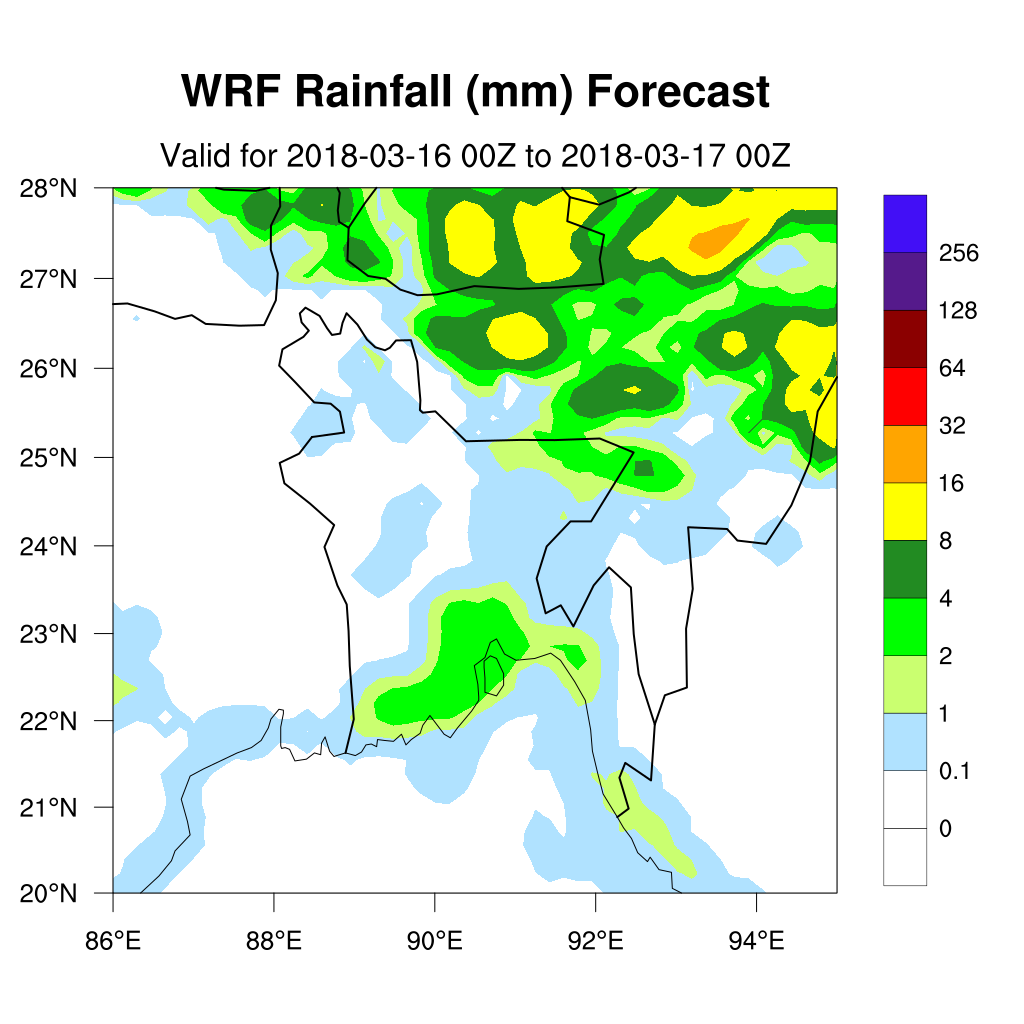 WRF Rainfall (mm) Forecast
Valid for 2018-03-16 00Z to 2018-03-17 00Z
28°N
27°N
26°N
25°N
24°N
23°N
22°N
21°N
20°N
86°E 88°E 90°E 92°E 94°E
256
128
64
32
16
8
4
2
1
0.1
0